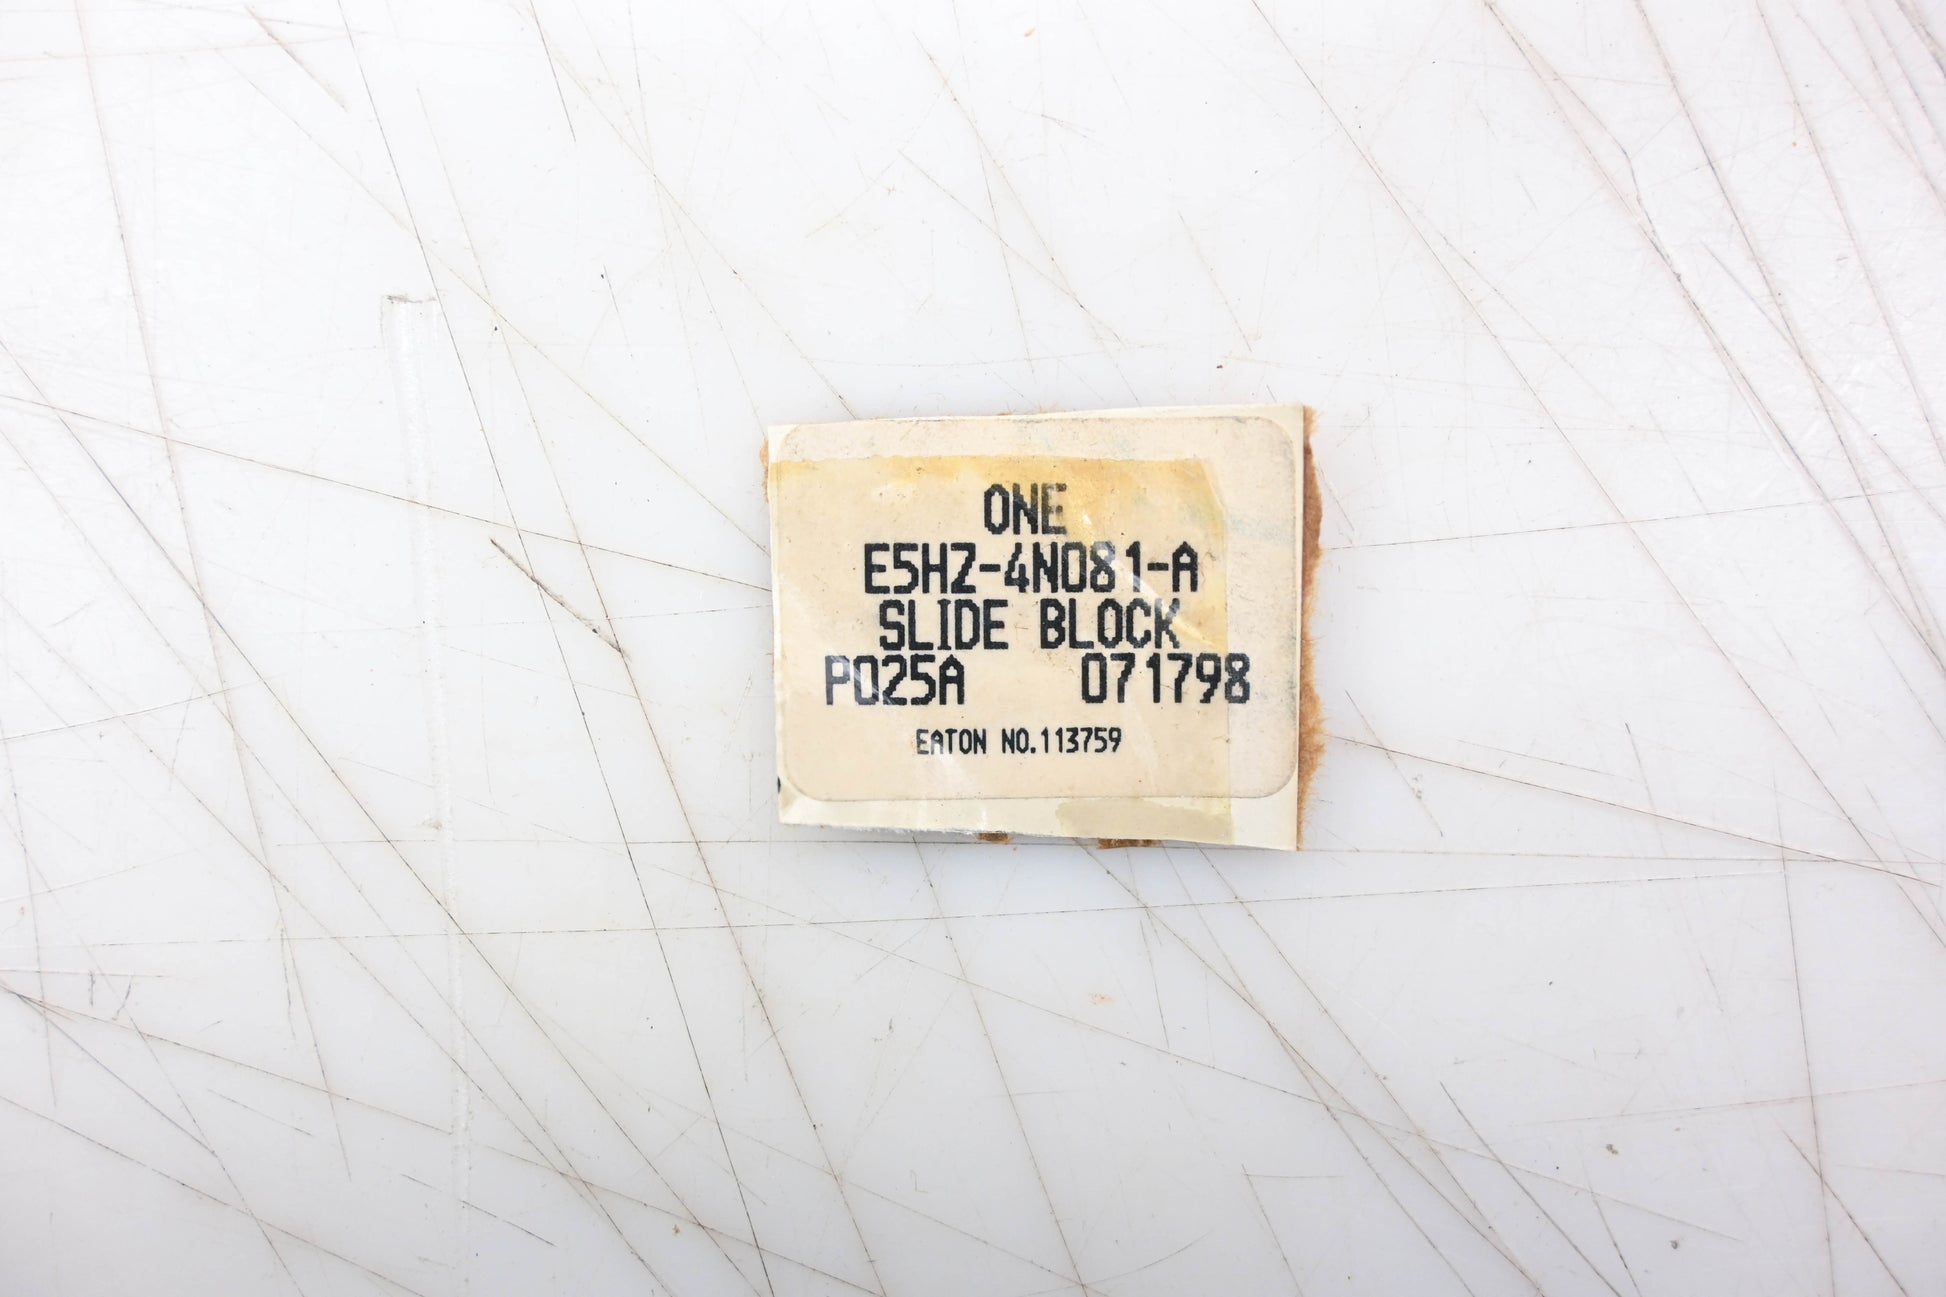 ONE
E5HZ-4N081-A
SLIDE BLOCK
P025A 071798
EATON NO.113759